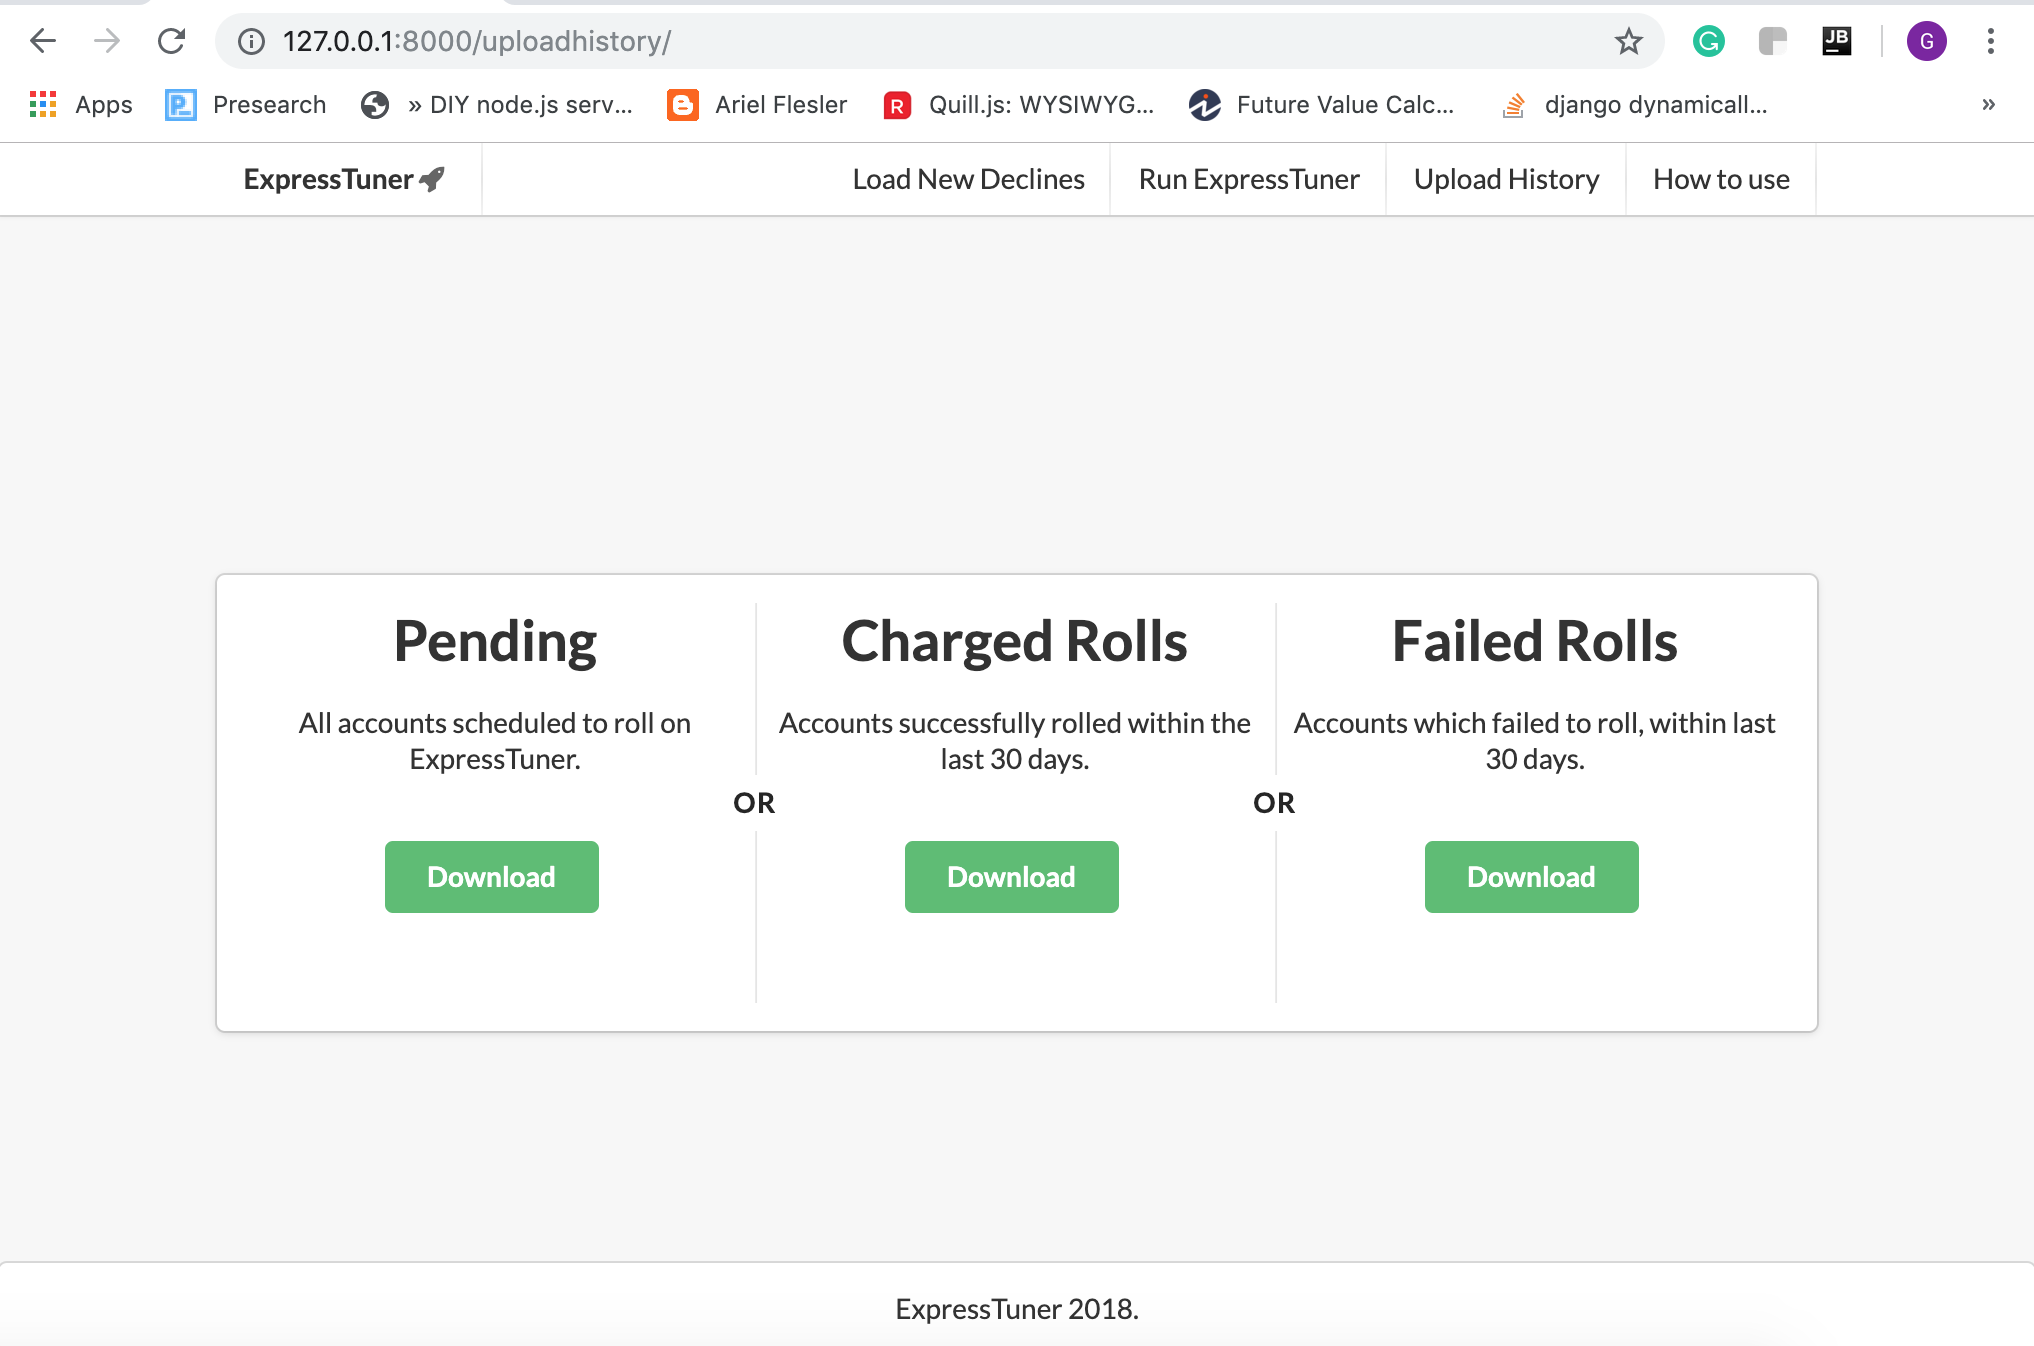 127.0.0.1:8000/uploadhistory/
G
JB
G
Apps
P
Presearch
» DIY node.js serv...
Ariel Flesler
R
Quill.js: WYSIWYG...
Future Value Calc...
django dynamicall...
»
ExpressTuner
Load New Declines
Run ExpressTuner
Upload History
How to use
Pending
All accounts scheduled to roll on
ExpressTuner.
Download
OR
Charged Rolls
Accounts successfully rolled within the
last 30 days.
Download
OR
Failed Rolls
Accounts which failed to roll, within last
30 days.
Download
ExpressTuner 2018.